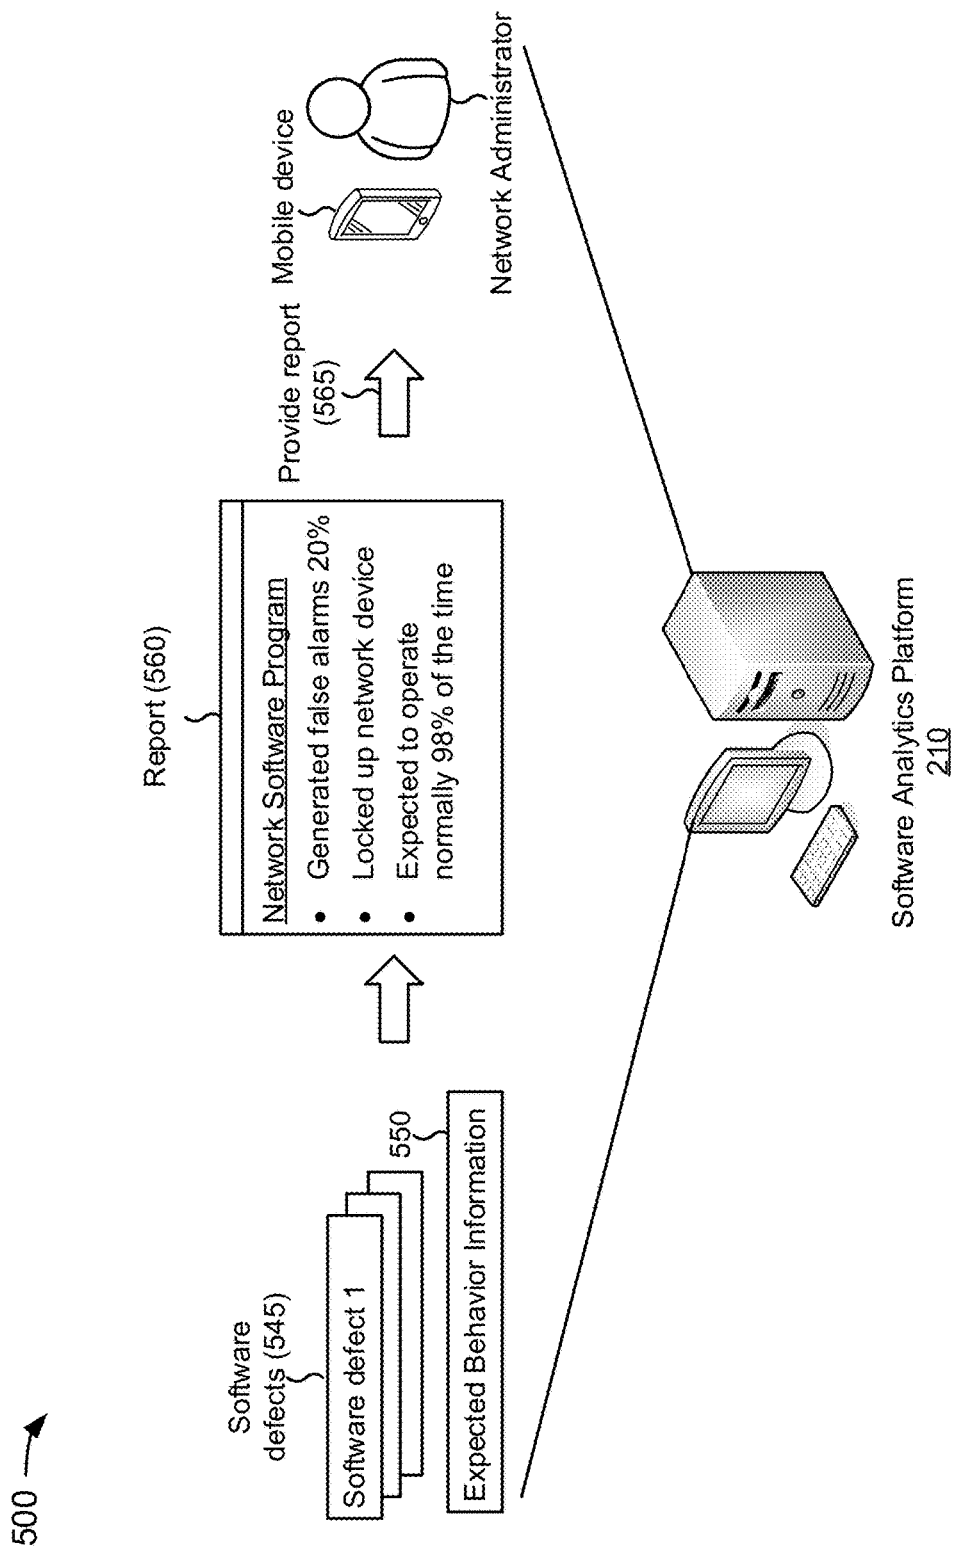 500
Software
defects (545)
Software defect 1
550
Expected Behavior Information
Report (560)
Network Software Program
• Generated false alarms 20%
• Locked up network device
• Expected to operate
normally 98% of the time
Provide report
(565)
Mobile device
Network Administrator
Software Analytics Platform
210